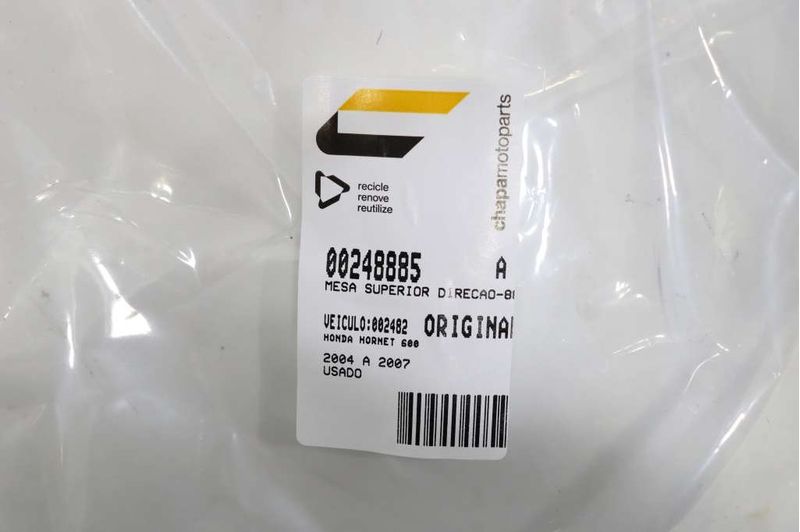 chapamotoparts
recicle
renove
reutilize
00248885 A
MESA SUPERIOR DIRECAO-8
VEICULO:002482 ORIGINA
HONDA HORNET 600
2004 A 2007
USADO